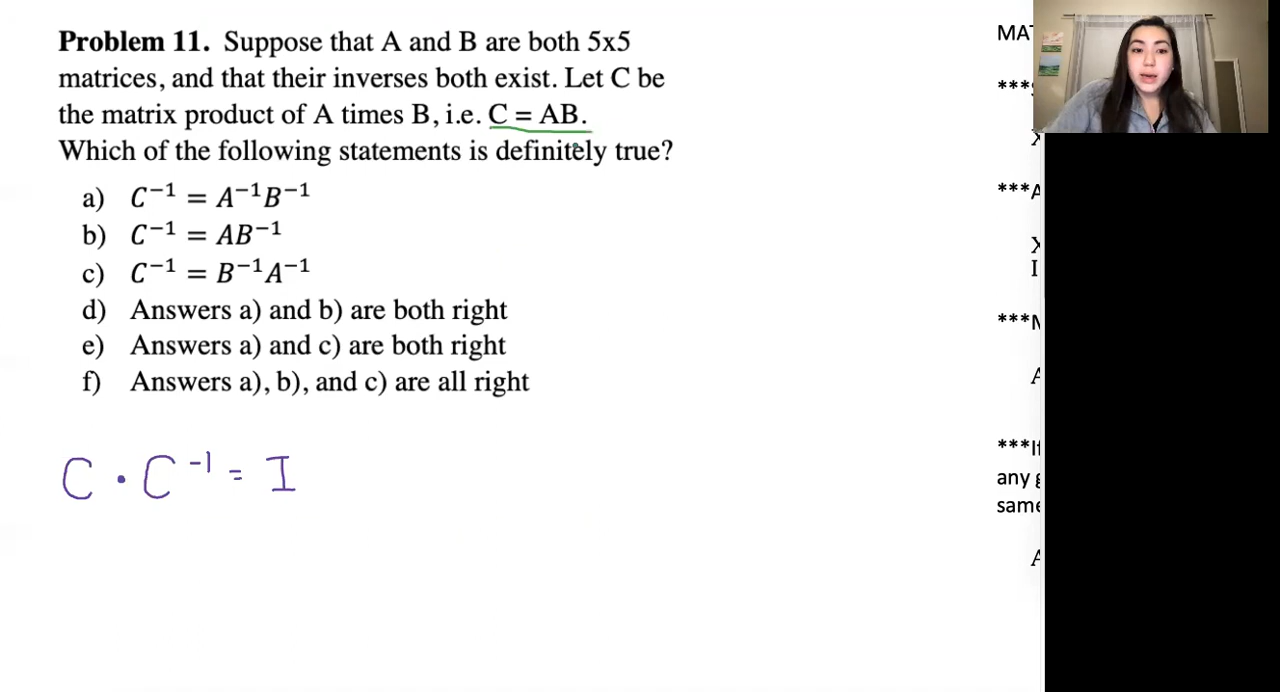 Problem 11. Suppose that A and B are both 5x5
matrices, and that their inverses both exist. Let C be
the matrix product of A times B, i.e. C = AB.
Which of the following statements is definitely true?
a) C⁻¹ = A⁻¹B⁻¹
b) C⁻¹ = AB⁻¹
c) C⁻¹ = B⁻¹A⁻¹
d) Answers a) and b) are both right
e) Answers a) and c) are both right
f) Answers a), b), and c) are all right
C · C⁻¹ = I
MA
***
***A
I
***
***I
any
same
A